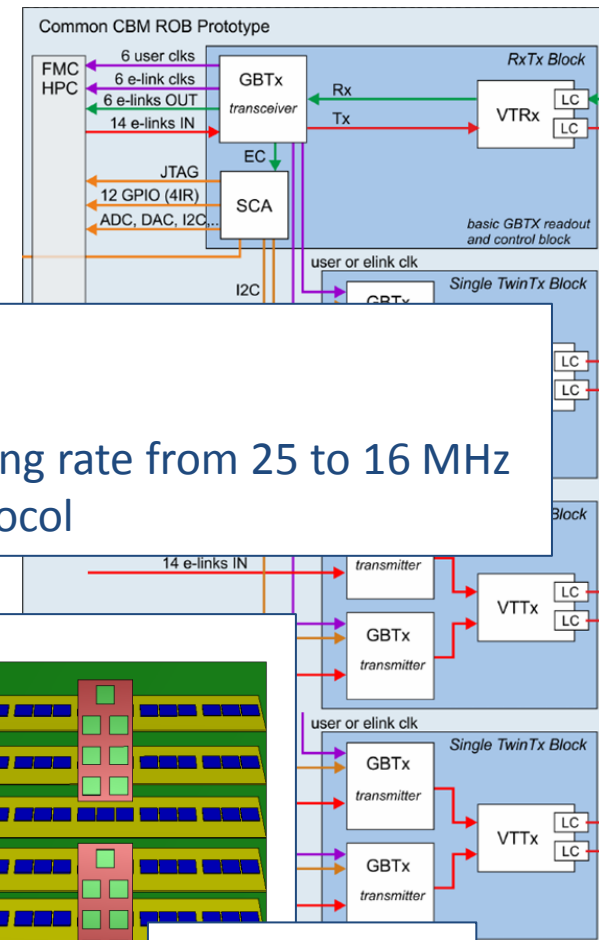 Common CBM ROB Prototype
FMC
HPC
6 user clks
6 e-link clks
6 e-links OUT
14 e-links IN
JTAG
12 GPIO (4IR)
ADC, DAC, I2C,..
GBTx
transceiver
EC
SCA
Rx
Tx
RxTx Block
VTRx
LC
LC
basic GBTX readout
and control block
I2C
user or elink clk
Single TwinTx Block
GBTx
LC
LC
ng rate from 25 to 16 MHz
ocol
Block
14 e-links IN
transmitter
VTTx
LC
LC
GBTx
transmitter
user or elink clk
Single TwinTx Block
GBTx
transmitter
VTTx
LC
LC
GBTx
transmitter